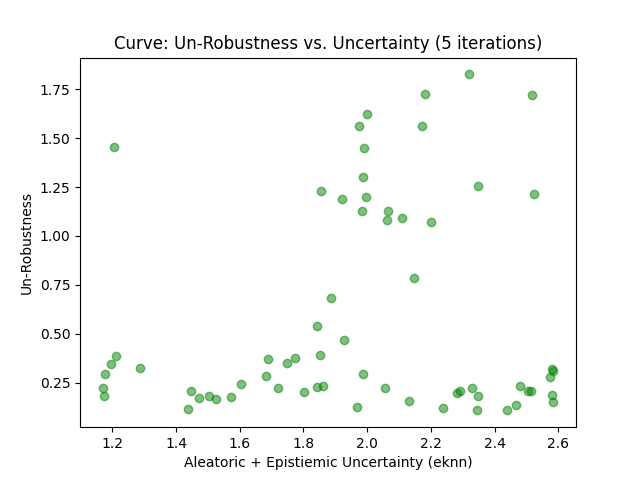 Curve: Un-Robustness vs. Uncertainty (5 iterations)
1.75
1.50
1.25
1.00
0.75
0.50
0.25
Un-Robustness
1.2 1.4 1.6 1.8 2.0 2.2 2.4 2.6
Aleatoric + Epistiemic Uncertainty (eknn)